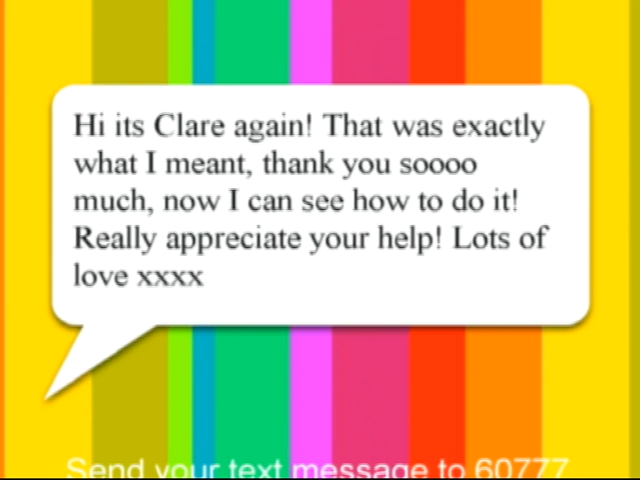 Hi its Clare again! That was exactly
what I meant, thank you soooo
much, now I can see how to do it!
Really appreciate your help! Lots of
love xxxx
Send your text message to 60777